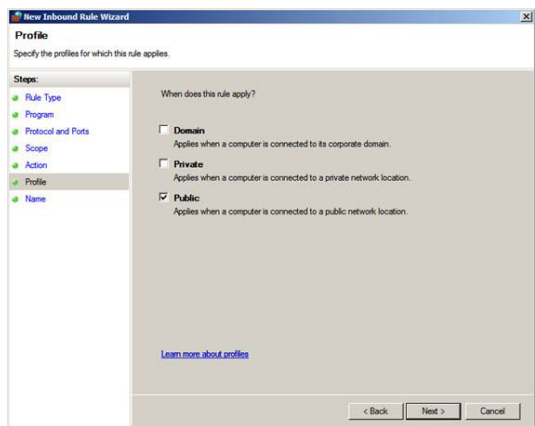 New Inbound Rule Wizard
Profile
Specify the profiles for which this rule applies.
Steps:
Rule Type
Program
Protocol and Ports
Scope
Action
Profile
Name
When does this rule apply?
Domain
Applies when a computer is connected to its corporate domain.
Private
Applies when a computer is connected to a private network location.
Public
Applies when a computer is connected to a public network location.
Learn more about profiles
< Back Next > Cancel